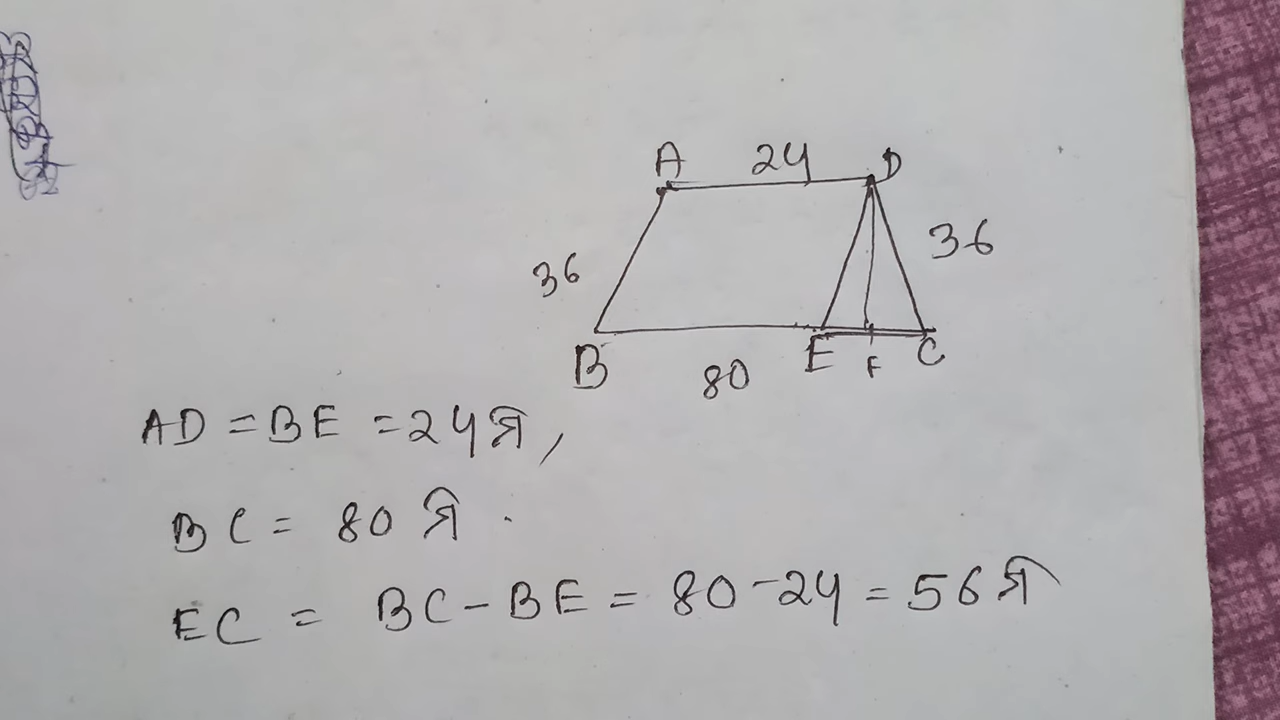 A 24 D
36 36
B 80 E F C
AD = BE = 24 मी,
BC = 80 मी.
EC = BC - BE = 80 - 24 = 56 मी